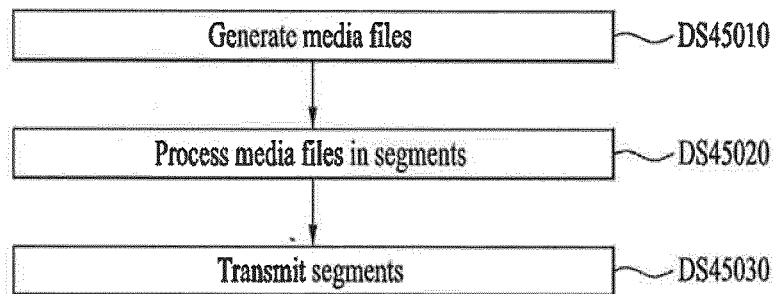 Generate media files DS45010
Process media files in segments DS45020
Transmit segments DS45030